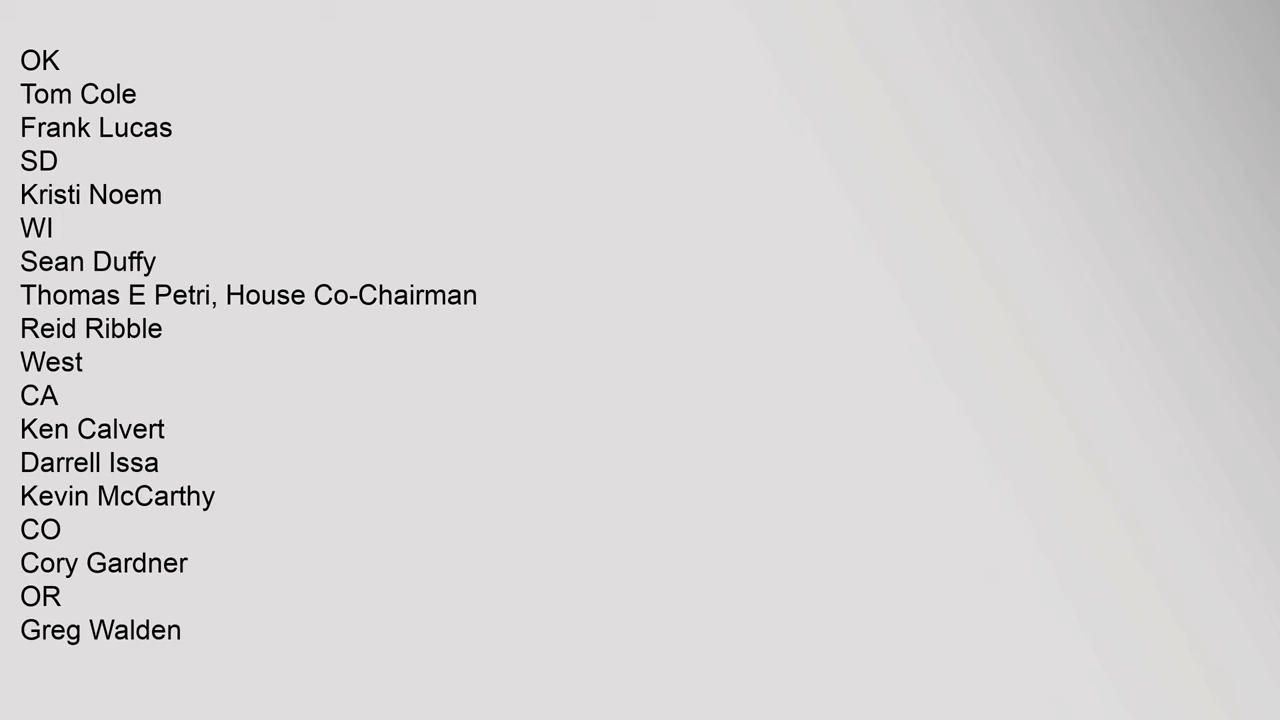 OK
Tom Cole
Frank Lucas
SD
Kristi Noem
WI
Sean Duffy
Thomas E Petri, House Co-Chairman
Reid Ribble
West
CA
Ken Calvert
Darrell Issa
Kevin McCarthy
CO
Cory Gardner
OR
Greg Walden